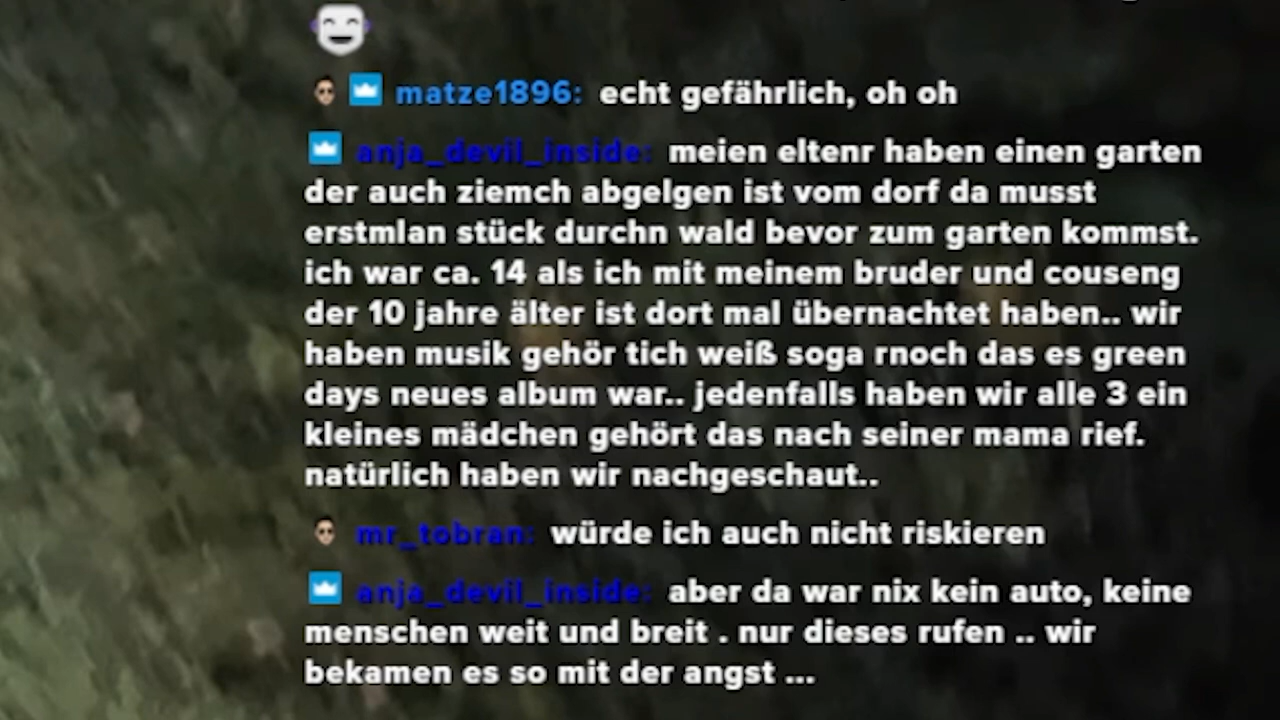 matze1896: echt gefährlich, oh oh
anja_devil_inside: meien eltenr haben einen garten
der auch ziemch abgelgen ist vom dorf da musst
erstmlan stück durchn wald bevor zum garten kommst.
ich war ca. 14 als ich mit meinem bruder und couseng
der 10 jahre älter ist dort mal übernachtet haben.. wir
haben musik gehör tich weiß soga rnoch das es green
days neues album war.. jedenfalls haben wir alle 3 ein
kleines mädchen gehört das nach seiner mama rief.
natürlich haben wir nachgeschaut..
mr_tobran: würde ich auch nicht riskieren
anja_devil_inside: aber da war nix kein auto, keine
menschen weit und breit . nur dieses rufen .. wir
bekamen es so mit der angst ...